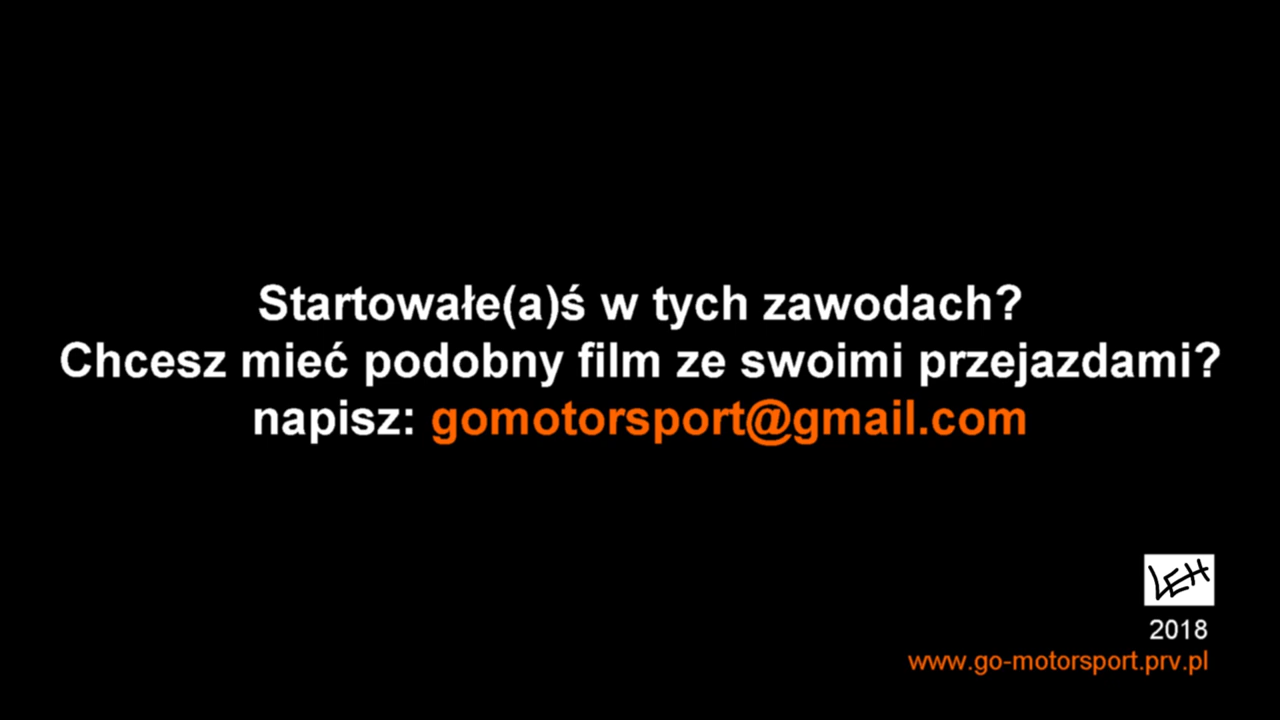 Startowałe(a)ś w tych zawodach?
Chcesz mieć podobny film ze swoimi przejazdami?
napisz: gomotorsport@gmail.com
LEH
2018
www.go-motorsport.prv.pl